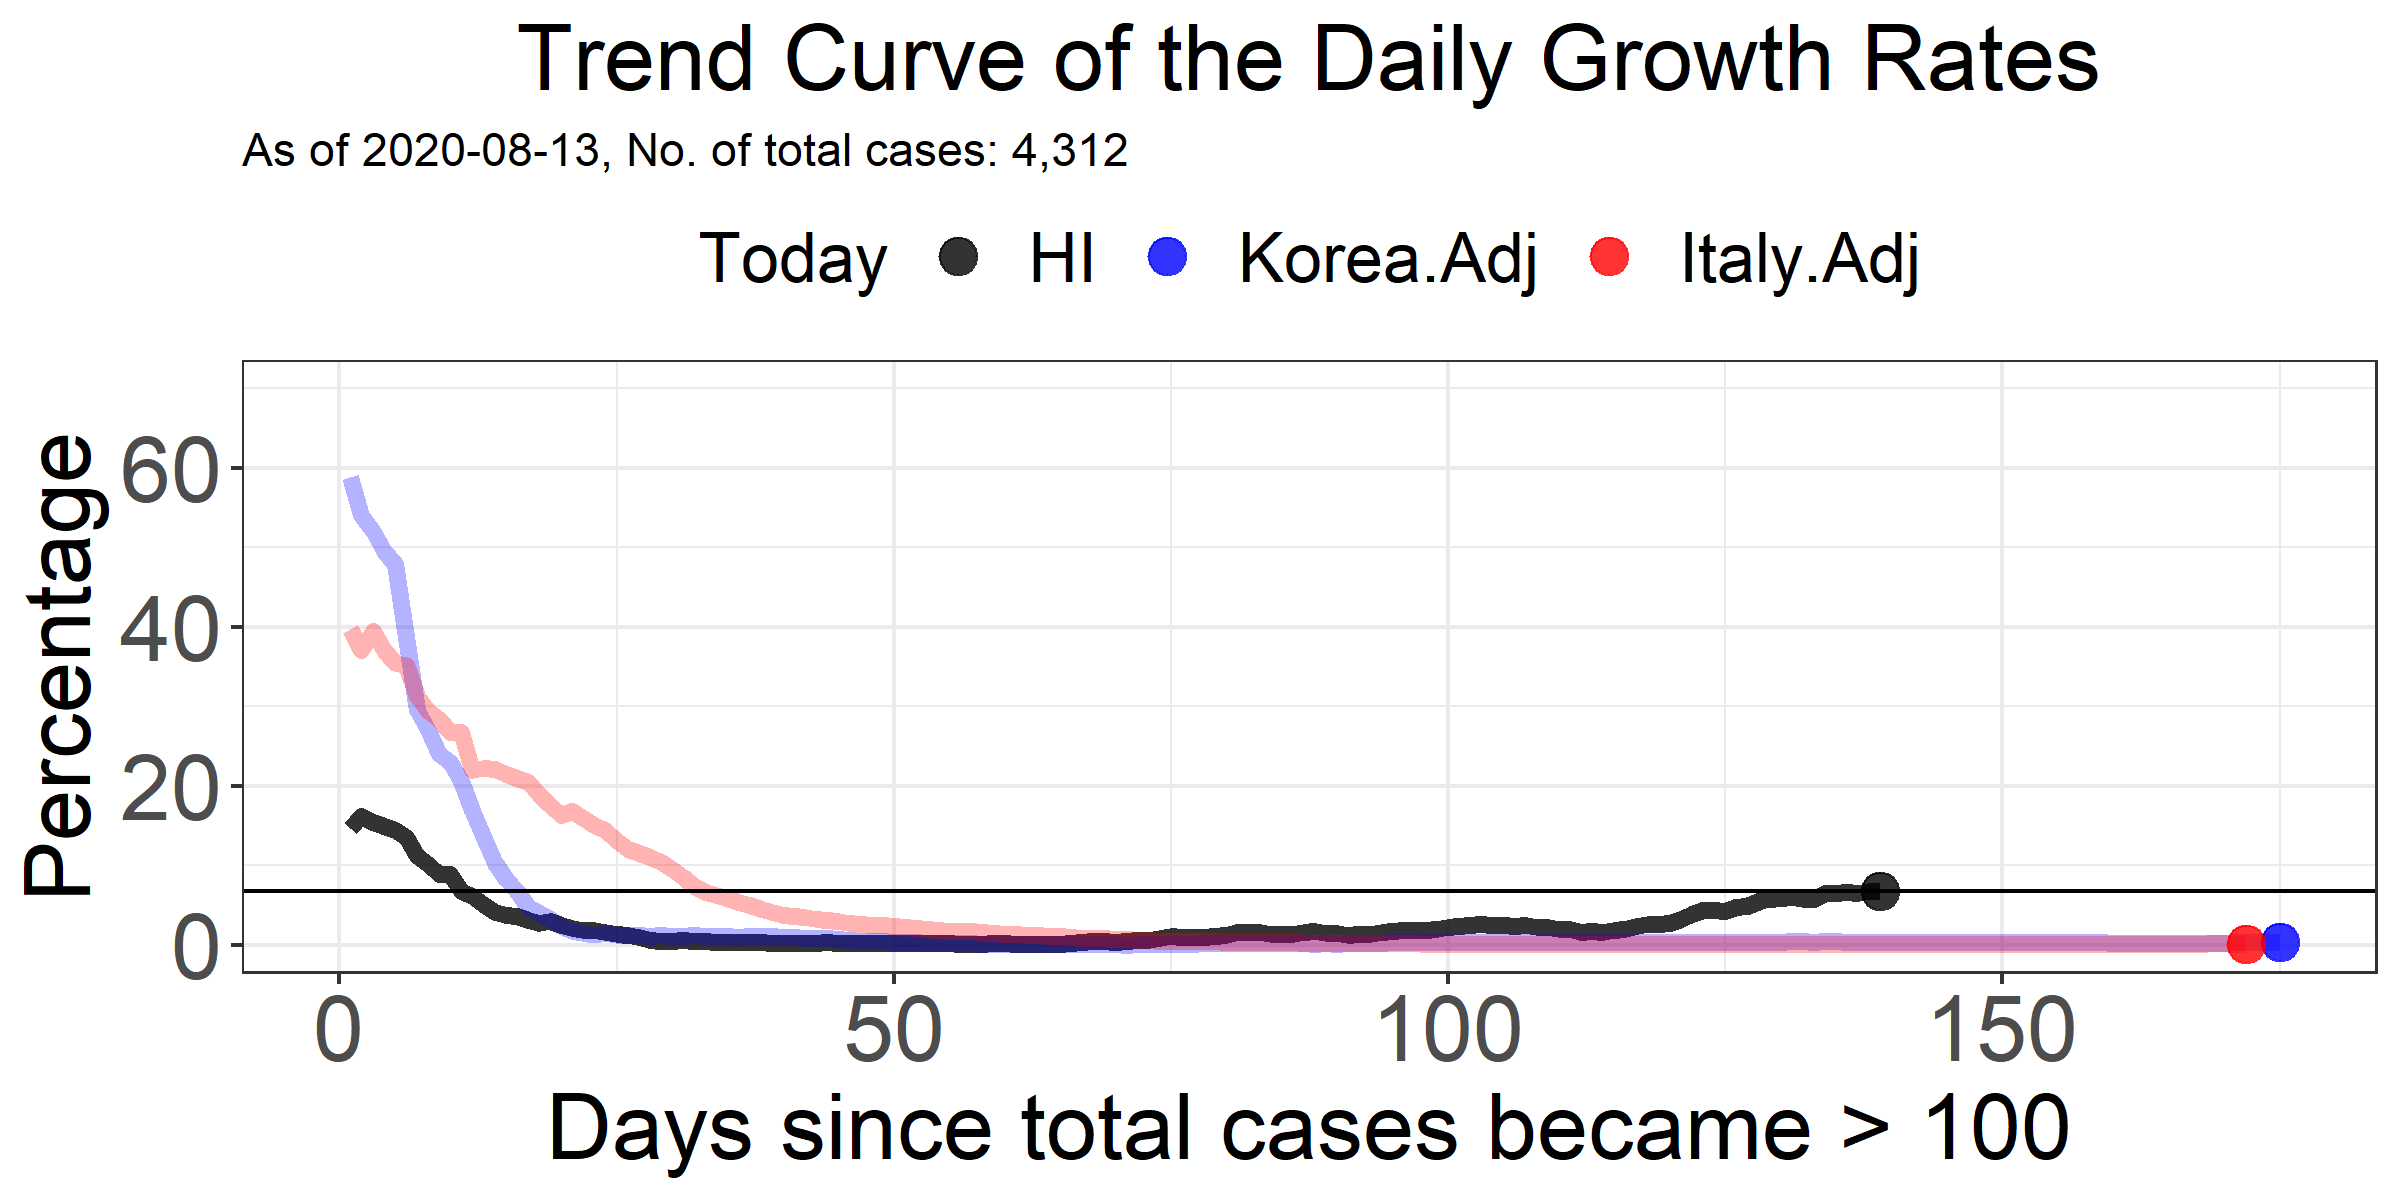 Trend Curve of the Daily Growth Rates
As of 2020-08-13, No. of total cases: 4,312
Today HI Korea.Adj Italy.Adj
Percentage
60
40
20
0
0 50 100 150
Days since total cases became > 100